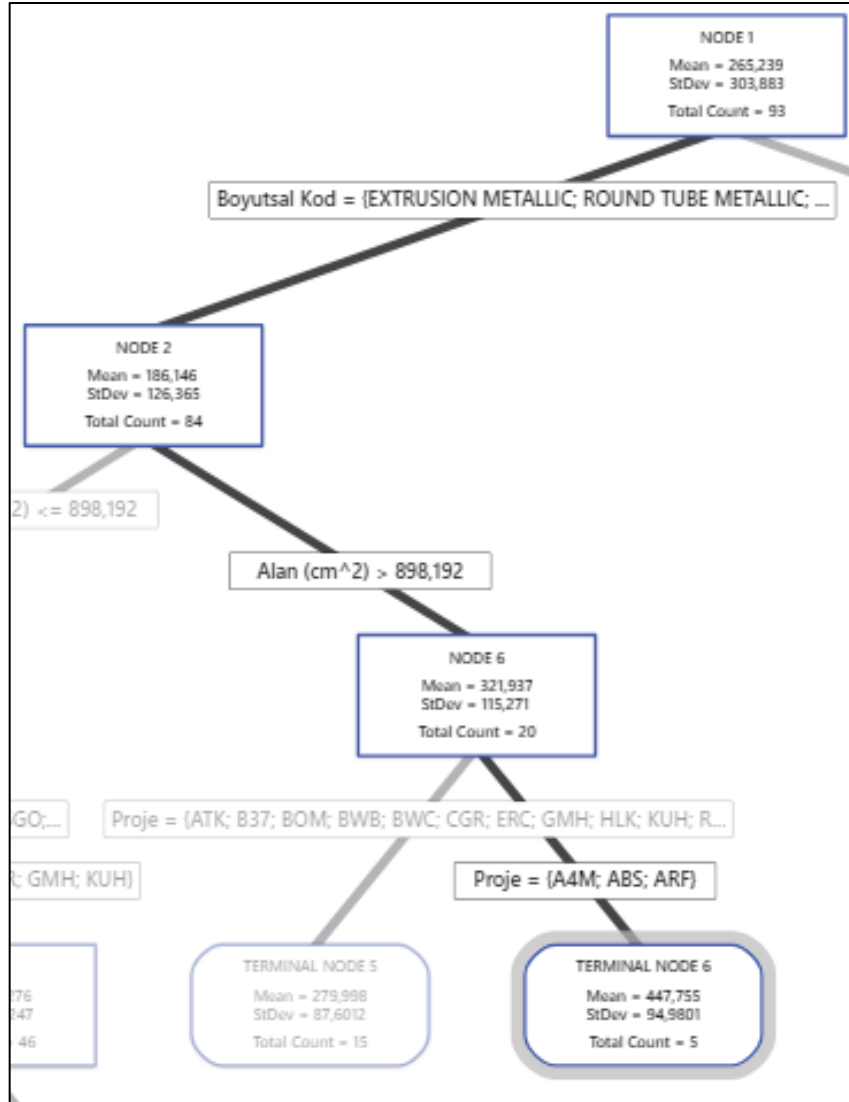 NODE 1
Mean = 265,239
StDev = 303,883
Total Count = 93
Boyutsal Kod = {EXTRUSION METALLIC; ROUND TUBE METALLIC; ...
NODE 2
Mean = 186,146
StDev = 126,365
Total Count = 84
2) <= 898,192
Alan (cm^2) > 898,192
NODE 6
Mean = 321,937
StDev = 115,271
Total Count = 20
GO;...
Proje = {ATK; B37; BOM; BWB; BWC; CGR; ERC; GMH; HLK; KUH; R...
R; GMH; KUH}
Proje = {A4M; ABS; ARF}
276
247
= 46
TERMINAL NODE 5
Mean = 279,998
StDev = 87,6012
Total Count = 15
TERMINAL NODE 6
Mean = 447,755
StDev = 94,9801
Total Count = 5